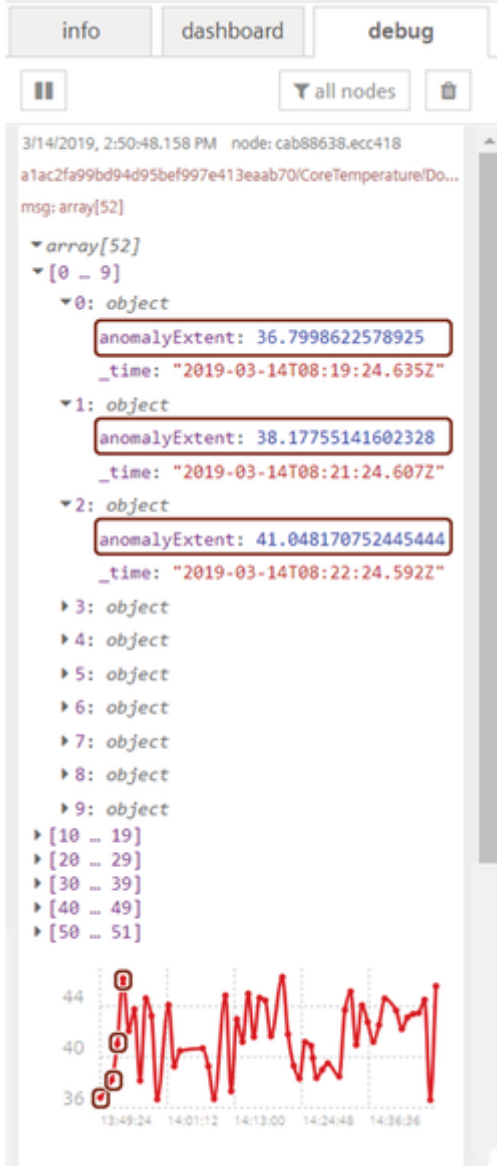 info dashboard debug
all nodes
3/14/2019, 2:50:48.158 PM node: cab88638.ecc418
a1ac2fa99bd94d95bef997e413eaab70/CoreTemperature/Do...
msg: array[52]
array[52]
[0 … 9]
0: object
anomalyExtent: 36.7998622578925
_time: "2019-03-14T08:19:24.635Z"
1: object
anomalyExtent: 38.17755141602328
_time: "2019-03-14T08:21:24.607Z"
2: object
anomalyExtent: 41.048170752445444
_time: "2019-03-14T08:22:24.592Z"
3: object
4: object
5: object
6: object
7: object
8: object
9: object
[10 … 19]
[20 … 29]
[30 … 39]
[40 … 49]
[50 … 51]
44
40
36
13:49:24 14:01:12 14:13:00 14:24:48 14:36:36